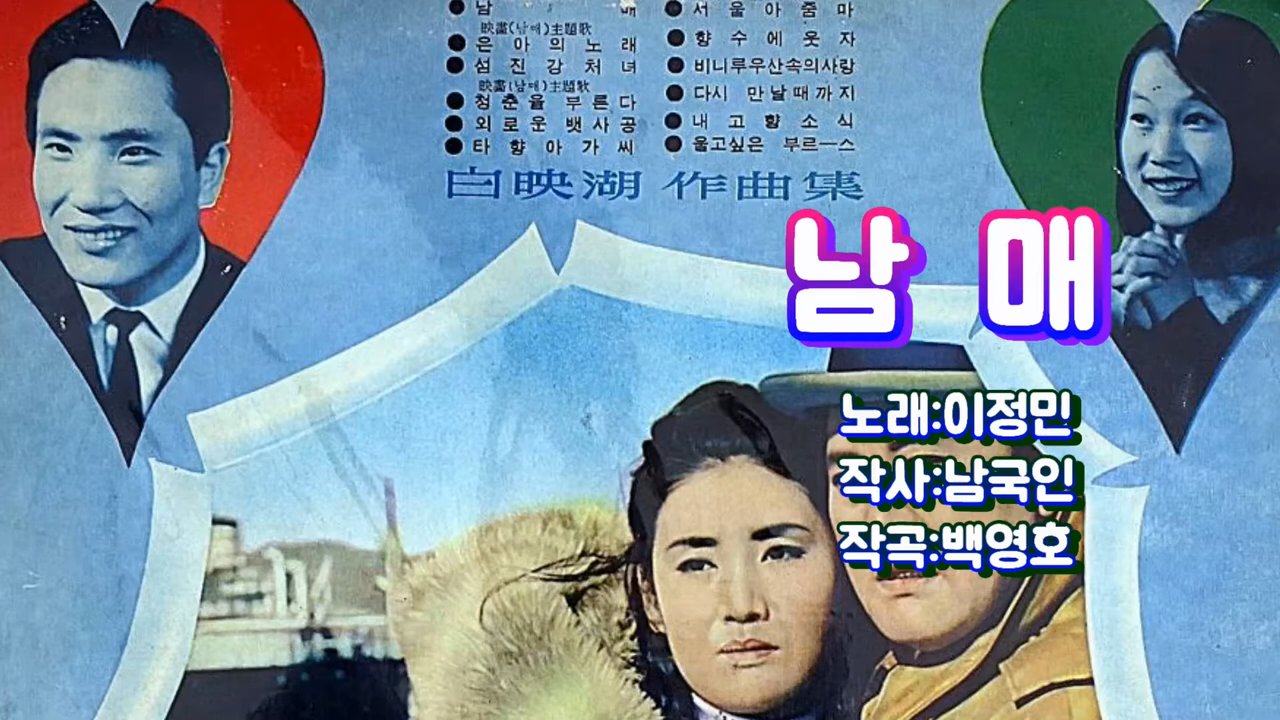 남 매
映畵(남매)主題歌
은아의노래
섬진강처녀
映畵(남매)主題歌
청춘을 부른다
외로운뱃사공
타향아가씨
서울아줌마
향수에웃자
비니루우산속의사랑
다시 만날때까지
내고향소식
울고싶은 부르—스
白映湖 作曲集
남 매
노래:이정민
작사:남국인
작곡:백영호